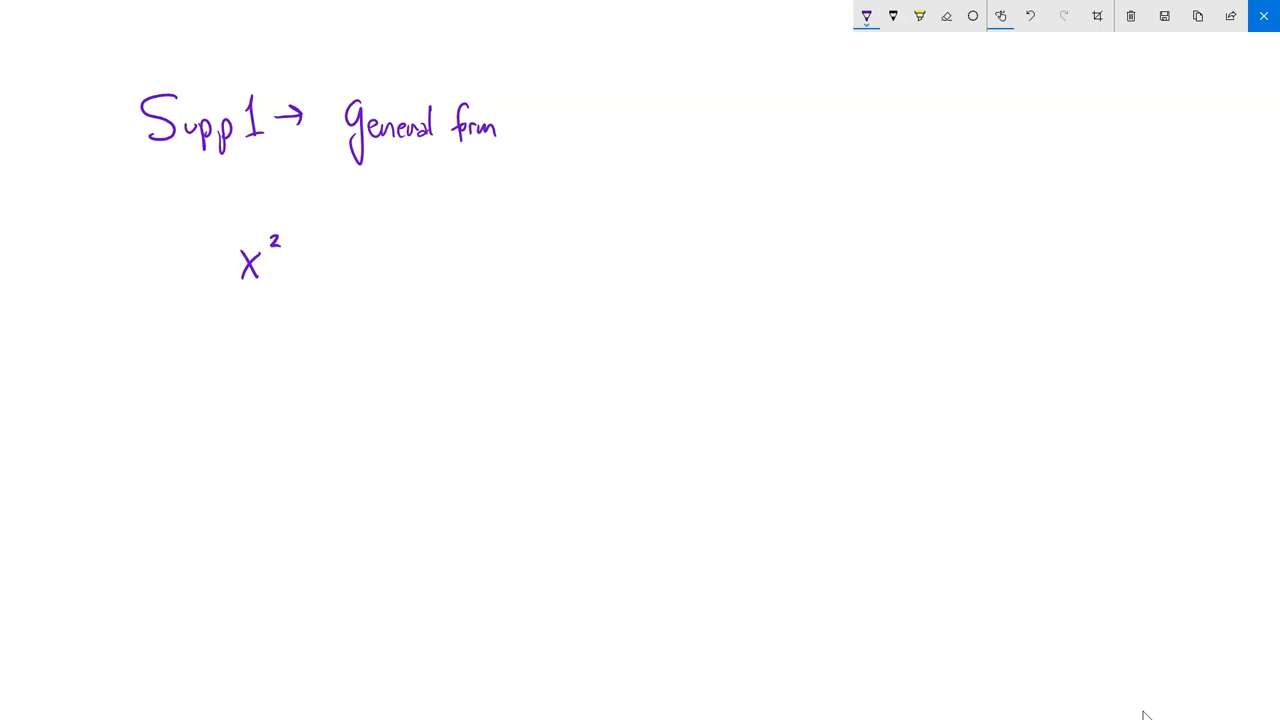 Supp 1 → general form
x²